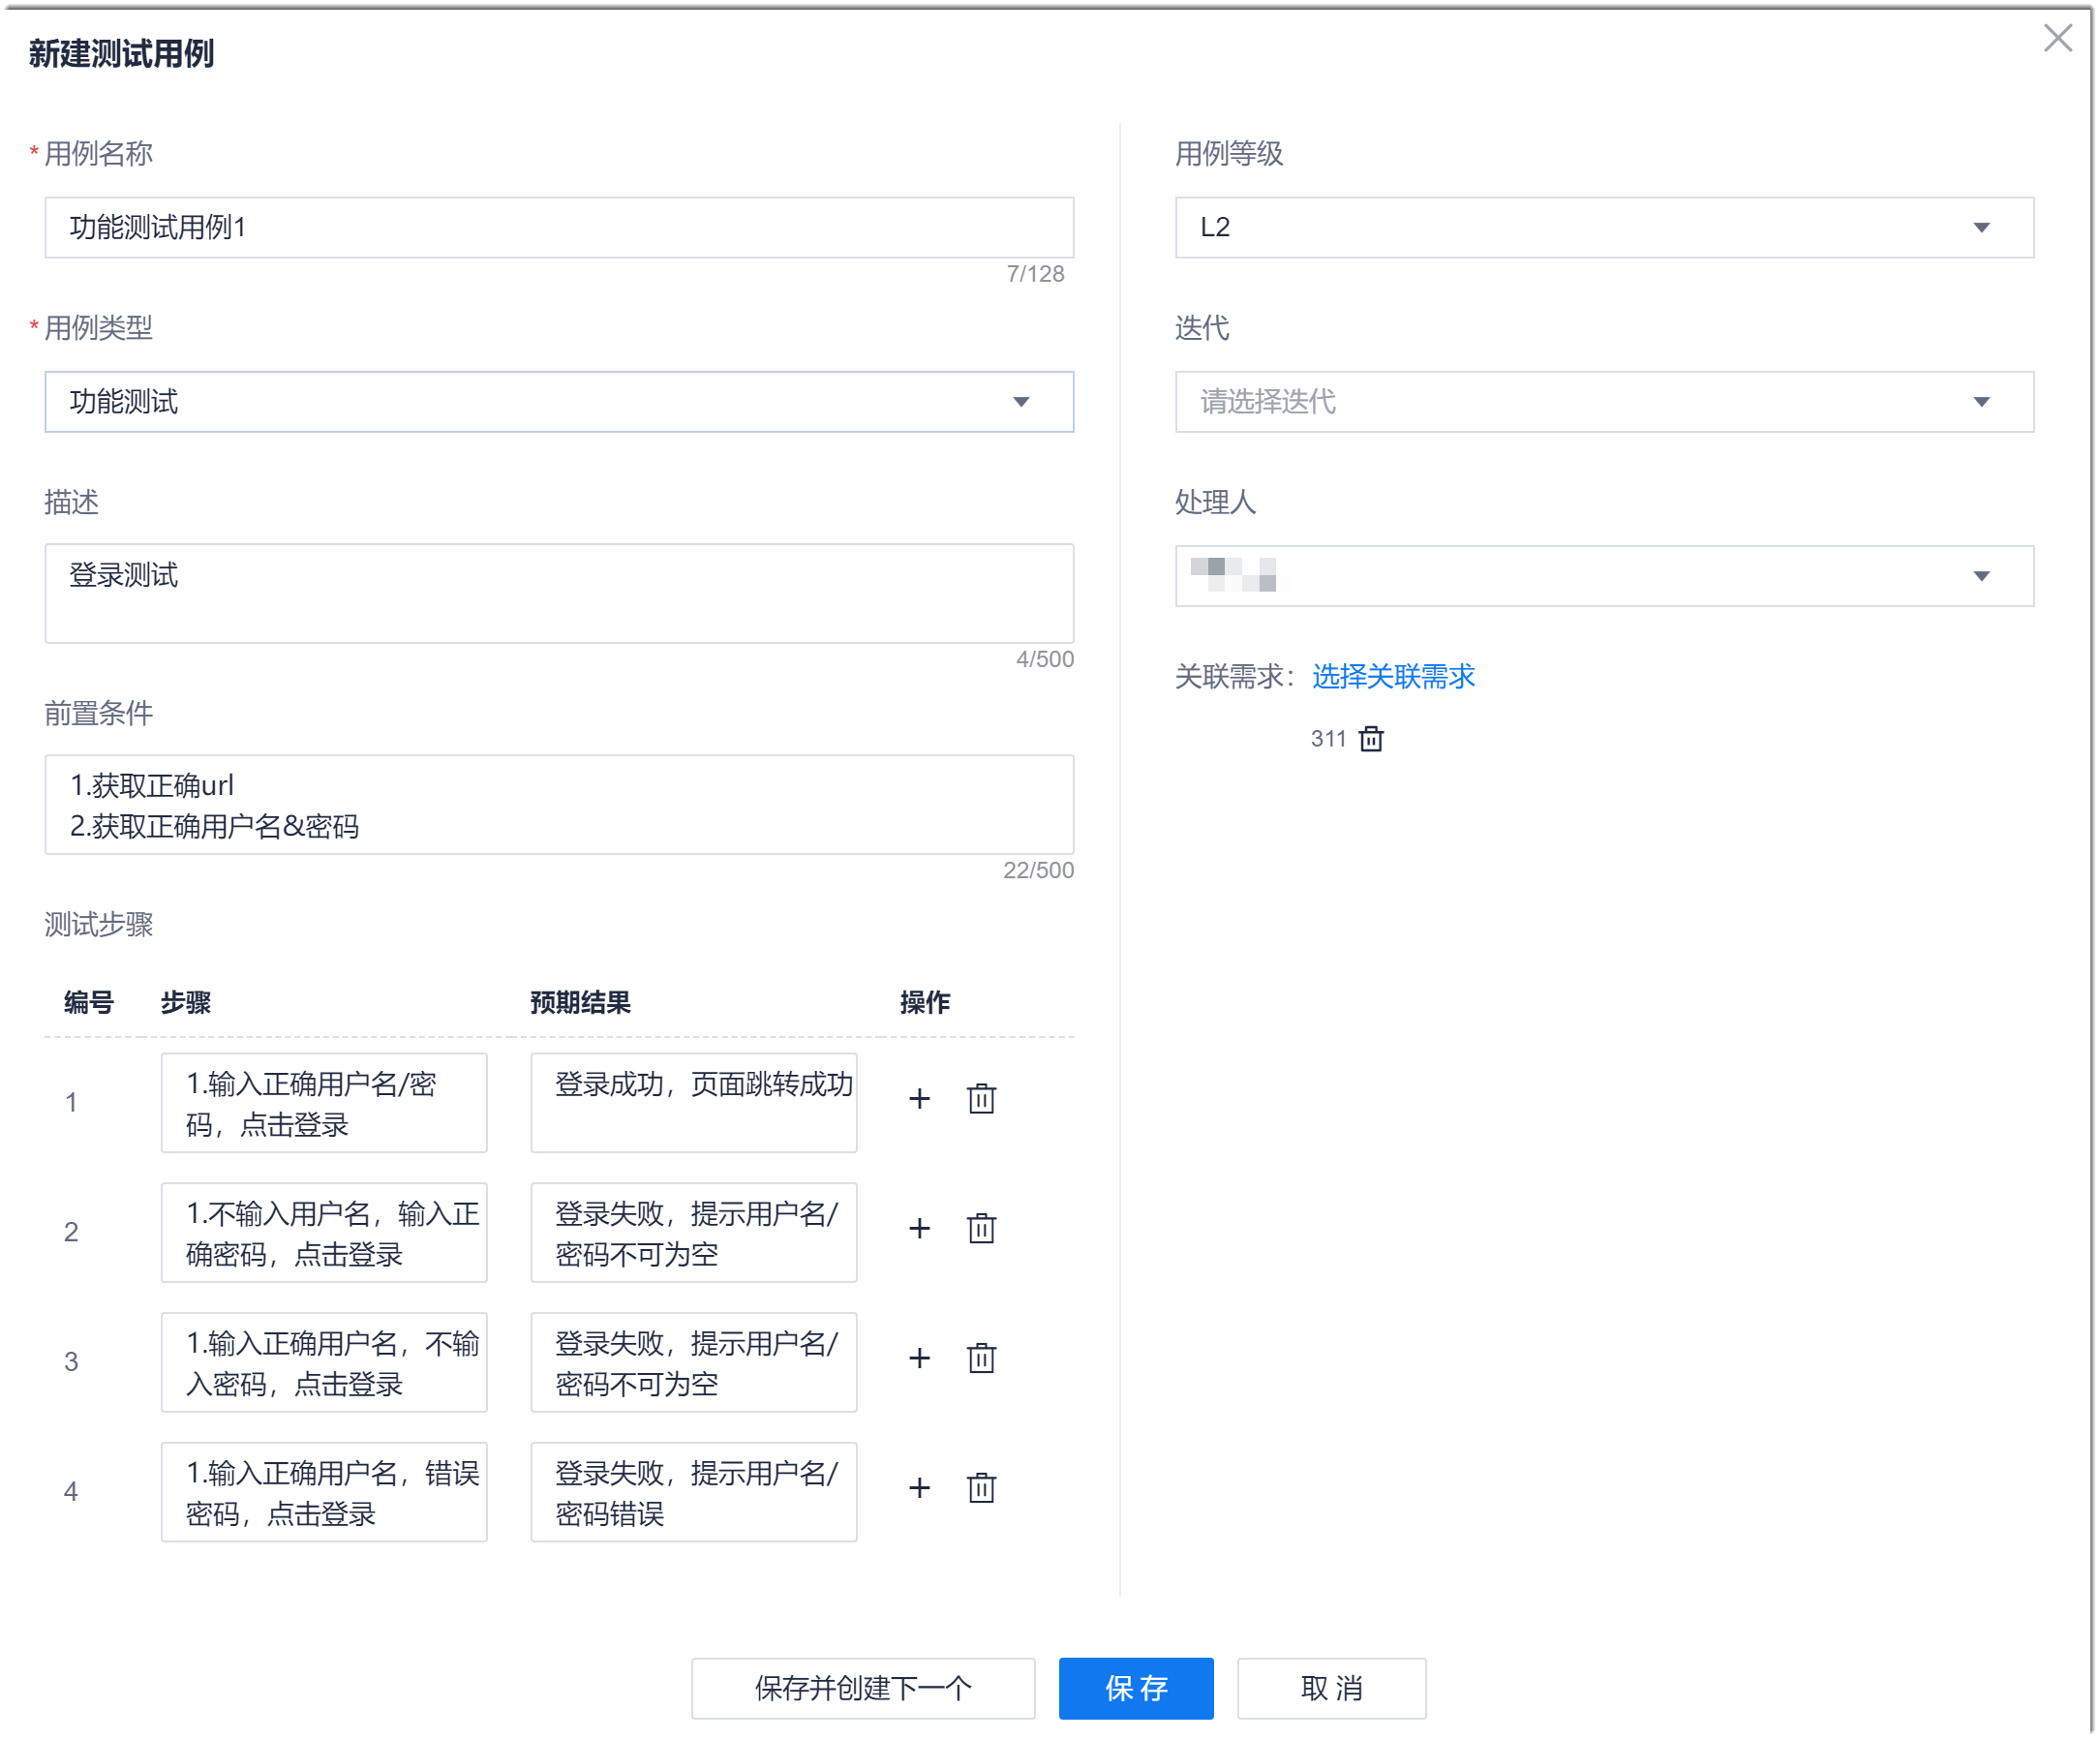 新建测试用例
*用例名称
功能测试用例1
7/128
*用例类型
功能测试
描述
登录测试
4/500
前置条件
1.获取正确url
2.获取正确用户名&密码
22/500
测试步骤
编号 步骤 预期结果 操作
1
1.输入正确用户名/密
码，点击登录
登录成功，页面跳转成功
2
1.不输入用户名，输入正
确密码，点击登录
登录失败，提示用户名/
密码不可为空
3
1.输入正确用户名，不输
入密码，点击登录
登录失败，提示用户名/
密码不可为空
4
1.输入正确用户名，错误
密码，点击登录
登录失败，提示用户名/
密码错误
用例等级
L2
迭代
请选择迭代
处理人
关联需求：选择关联需求
311
保存并创建下一个 保存 取消